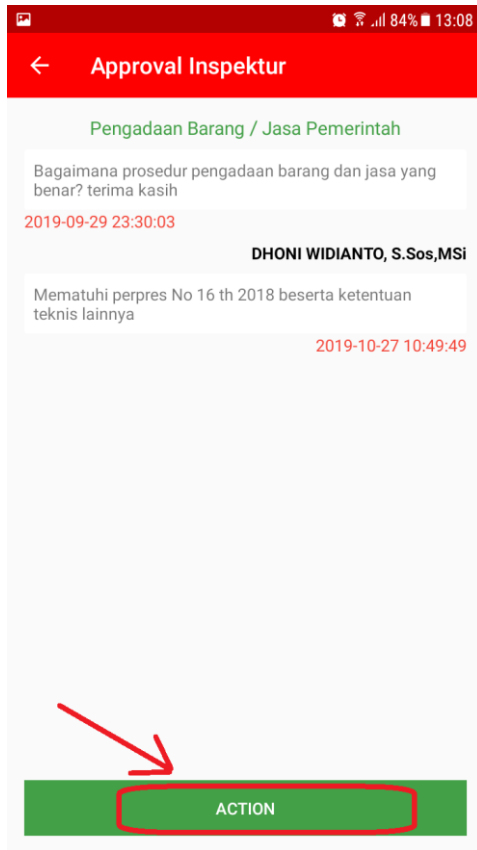 84% 13:08
Approval Inspektur
Pengadaan Barang / Jasa Pemerintah
Bagaimana prosedur pengadaan barang dan jasa yang
benar? terima kasih
2019-09-29 23:30:03
DHONI WIDIANTO, S.Sos,MSi
Mematuhi perpres No 16 th 2018 beserta ketentuan
teknis lainnya
2019-10-27 10:49:49
ACTION